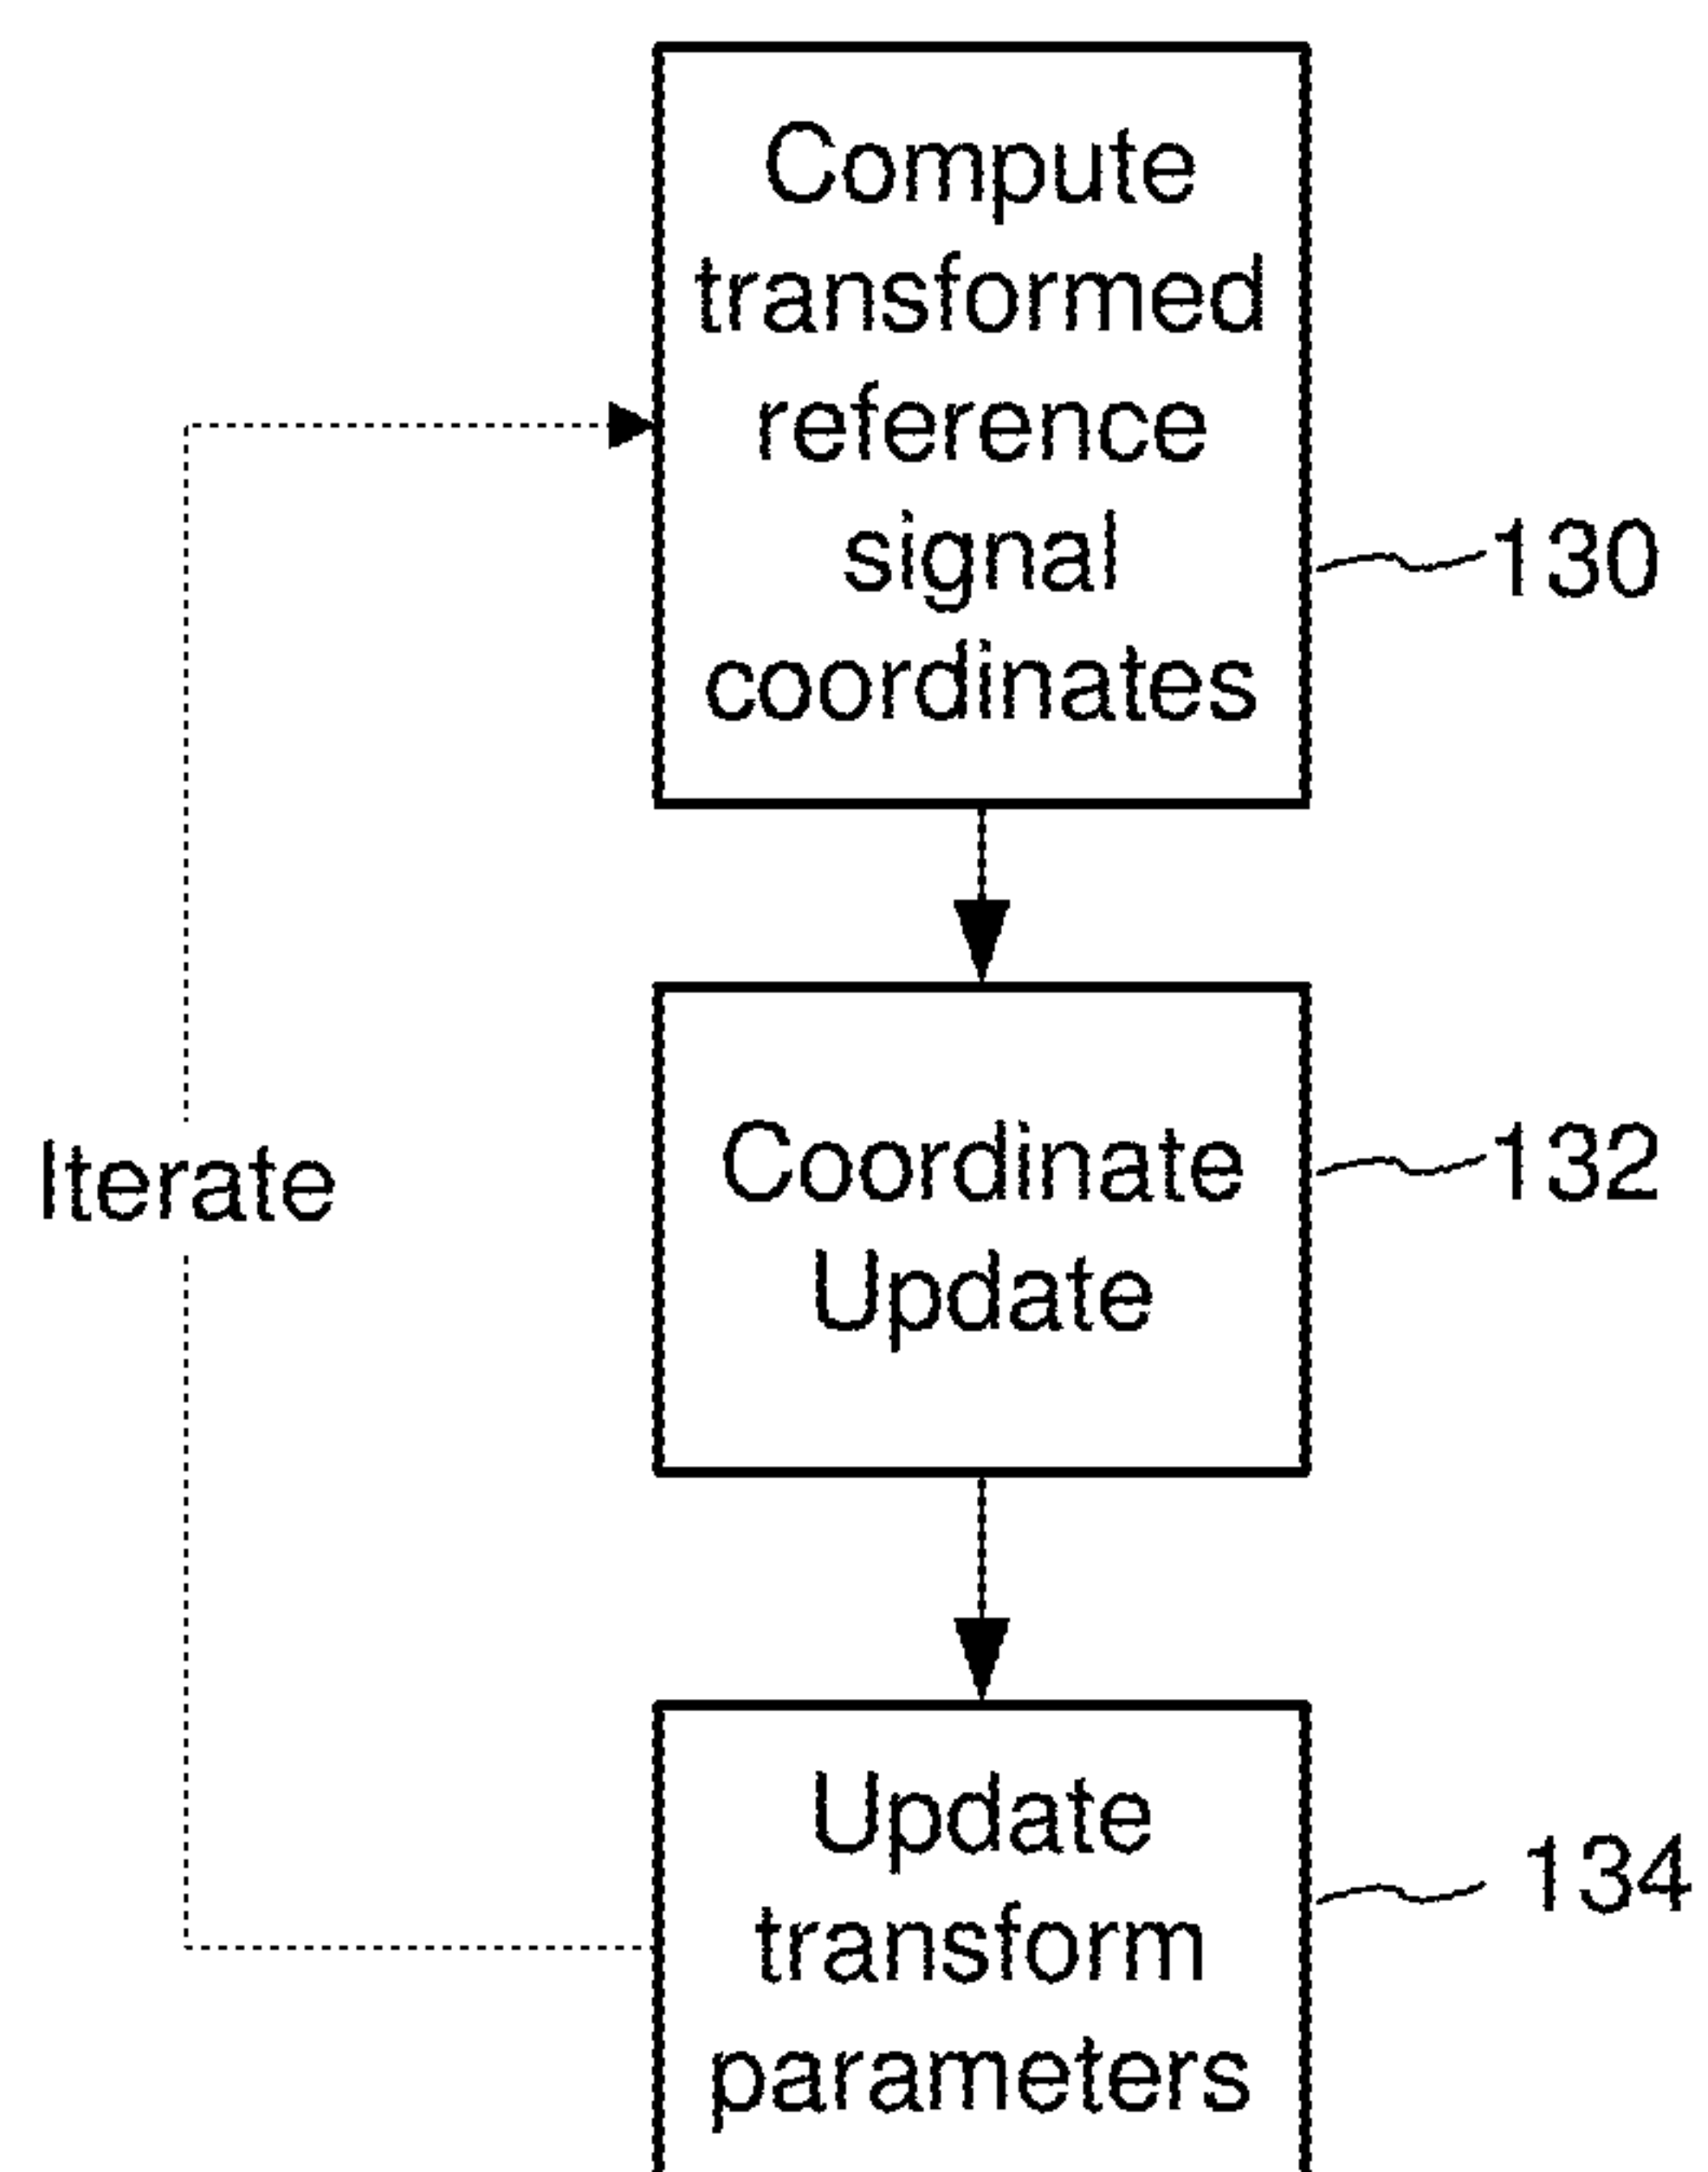 Compute
transformed
reference
signal
coordinates
130
Iterate
Coordinate
Update
132
Update
transform
parameters
134